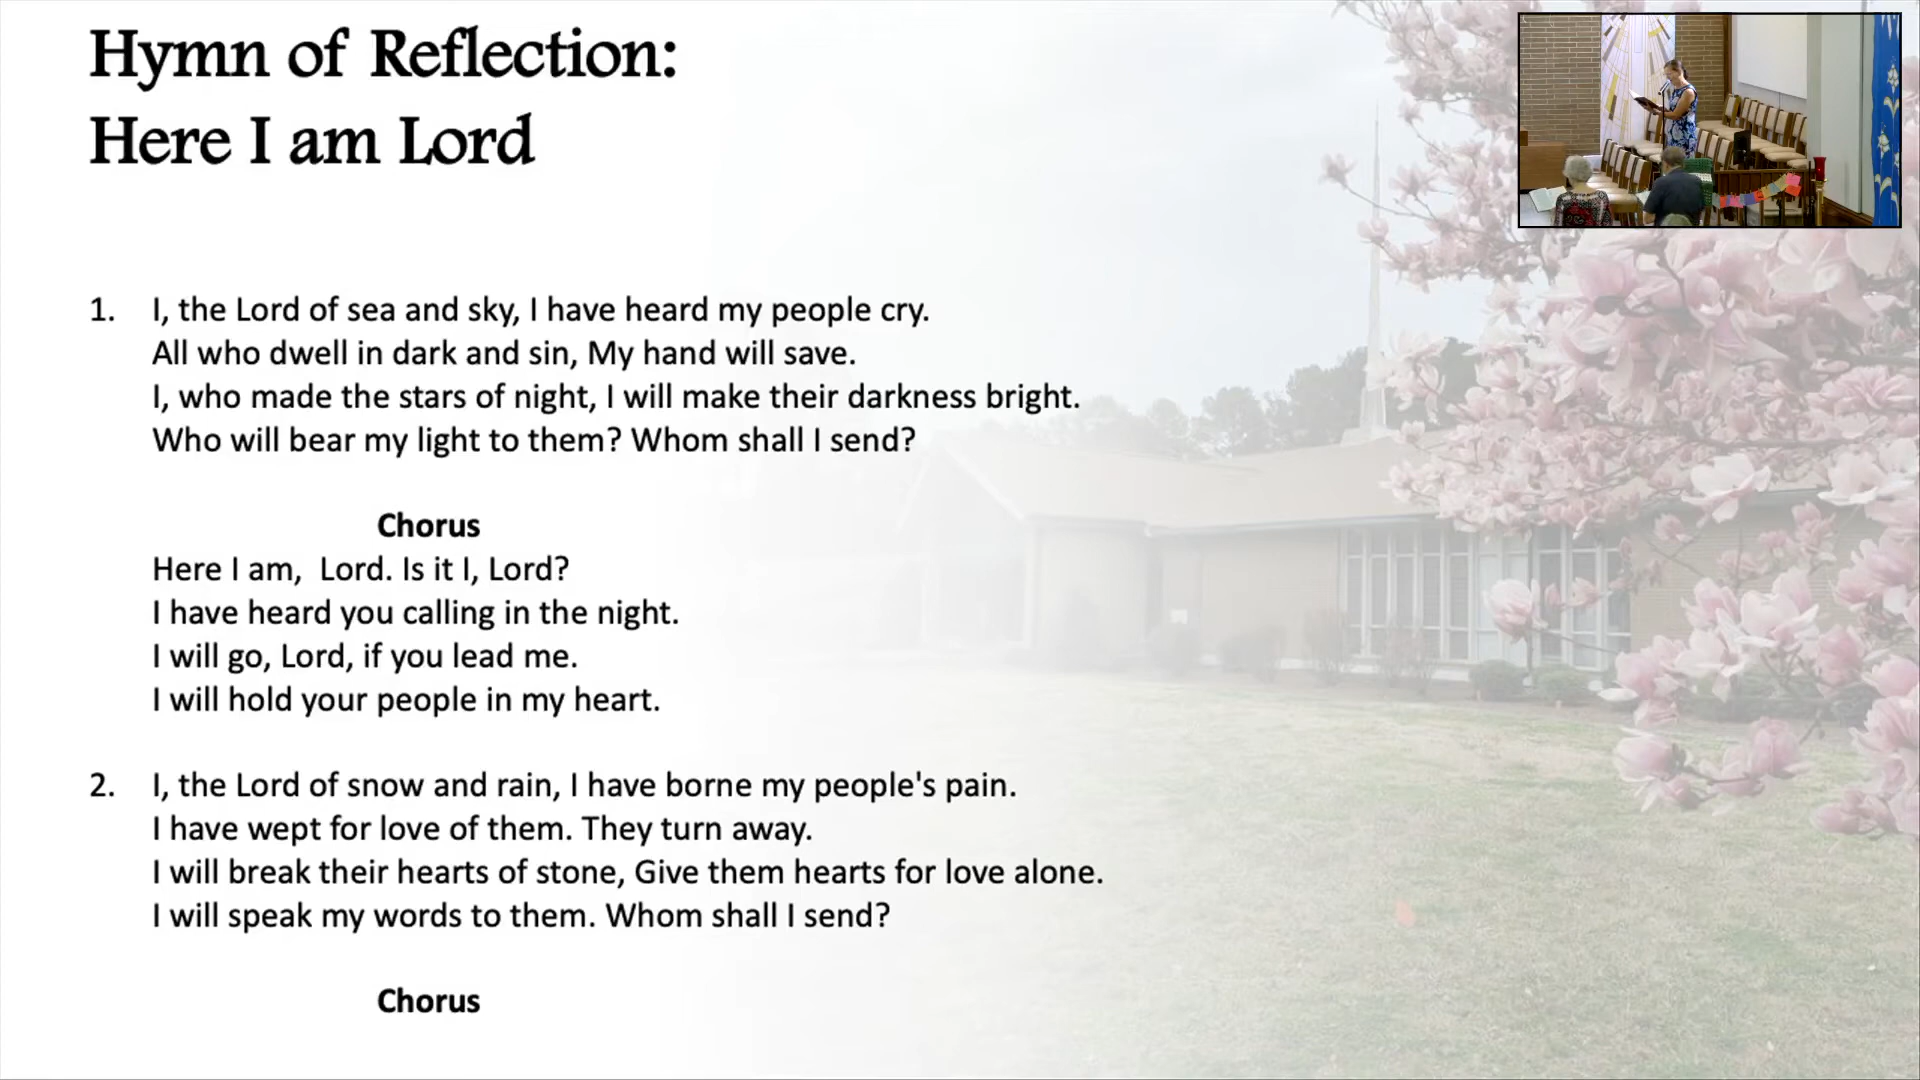 Hymn of Reflection:
Here I am Lord
1. I, the Lord of sea and sky, I have heard my people cry.
All who dwell in dark and sin, My hand will save.
I, who made the stars of night, I will make their darkness bright.
Who will bear my light to them? Whom shall I send?
Chorus
Here I am, Lord. Is it I, Lord?
I have heard you calling in the night.
I will go, Lord, if you lead me.
I will hold your people in my heart.
2. I, the Lord of snow and rain, I have borne my people's pain.
I have wept for love of them. They turn away.
I will break their hearts of stone, Give them hearts for love alone.
I will speak my words to them. Whom shall I send?
Chorus